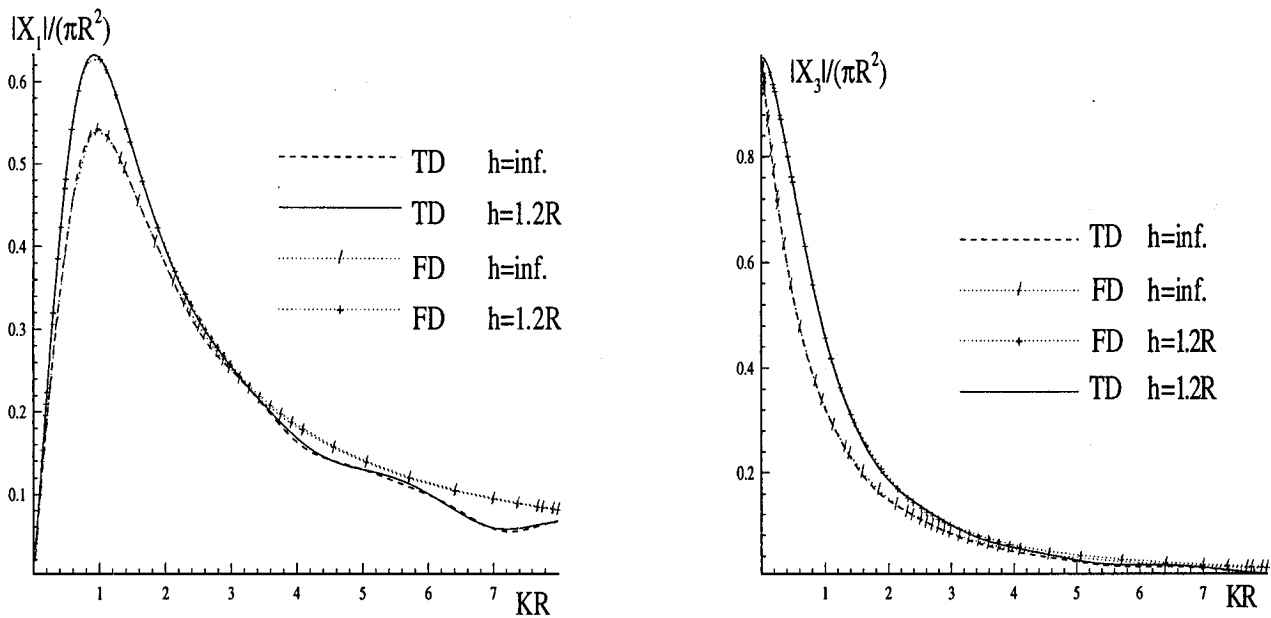 |X₁|/(πR²)
0.6
0.5
0.4
0.3
0.2
0.1
1 2 3 4 5 6 7
KR
TD h=inf.
TD h=1.2R
FD h=inf.
FD h=1.2R
|X₃|/(πR²)
0.8
0.6
0.4
0.2
1 2 3 4 5 6 7
KR
TD h=inf.
FD h=inf.
FD h=1.2R
TD h=1.2R